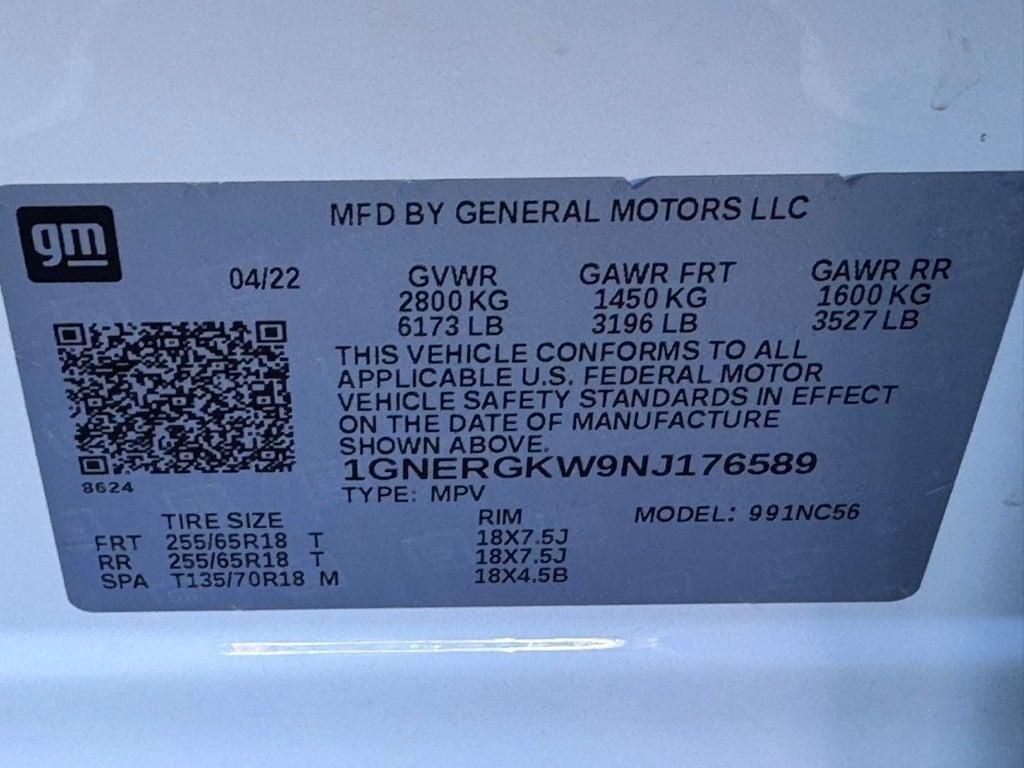 gm
MFD BY GENERAL MOTORS LLC
04/22 GVWR GAWR FRT GAWR RR
2800 KG 1450 KG 1600 KG
6173 LB 3196 LB 3527 LB
THIS VEHICLE CONFORMS TO ALL
APPLICABLE U.S. FEDERAL MOTOR
VEHICLE SAFETY STANDARDS IN EFFECT
ON THE DATE OF MANUFACTURE
SHOWN ABOVE.
1GNERGKW9NJ176589
8624
TYPE: MPV
TIRE SIZE RIM MODEL: 991NC56
FRT 255/65R18 T 18X7.5J
RR 255/65R18 T 18X7.5J
SPA T135/70R18 M 18X4.5B